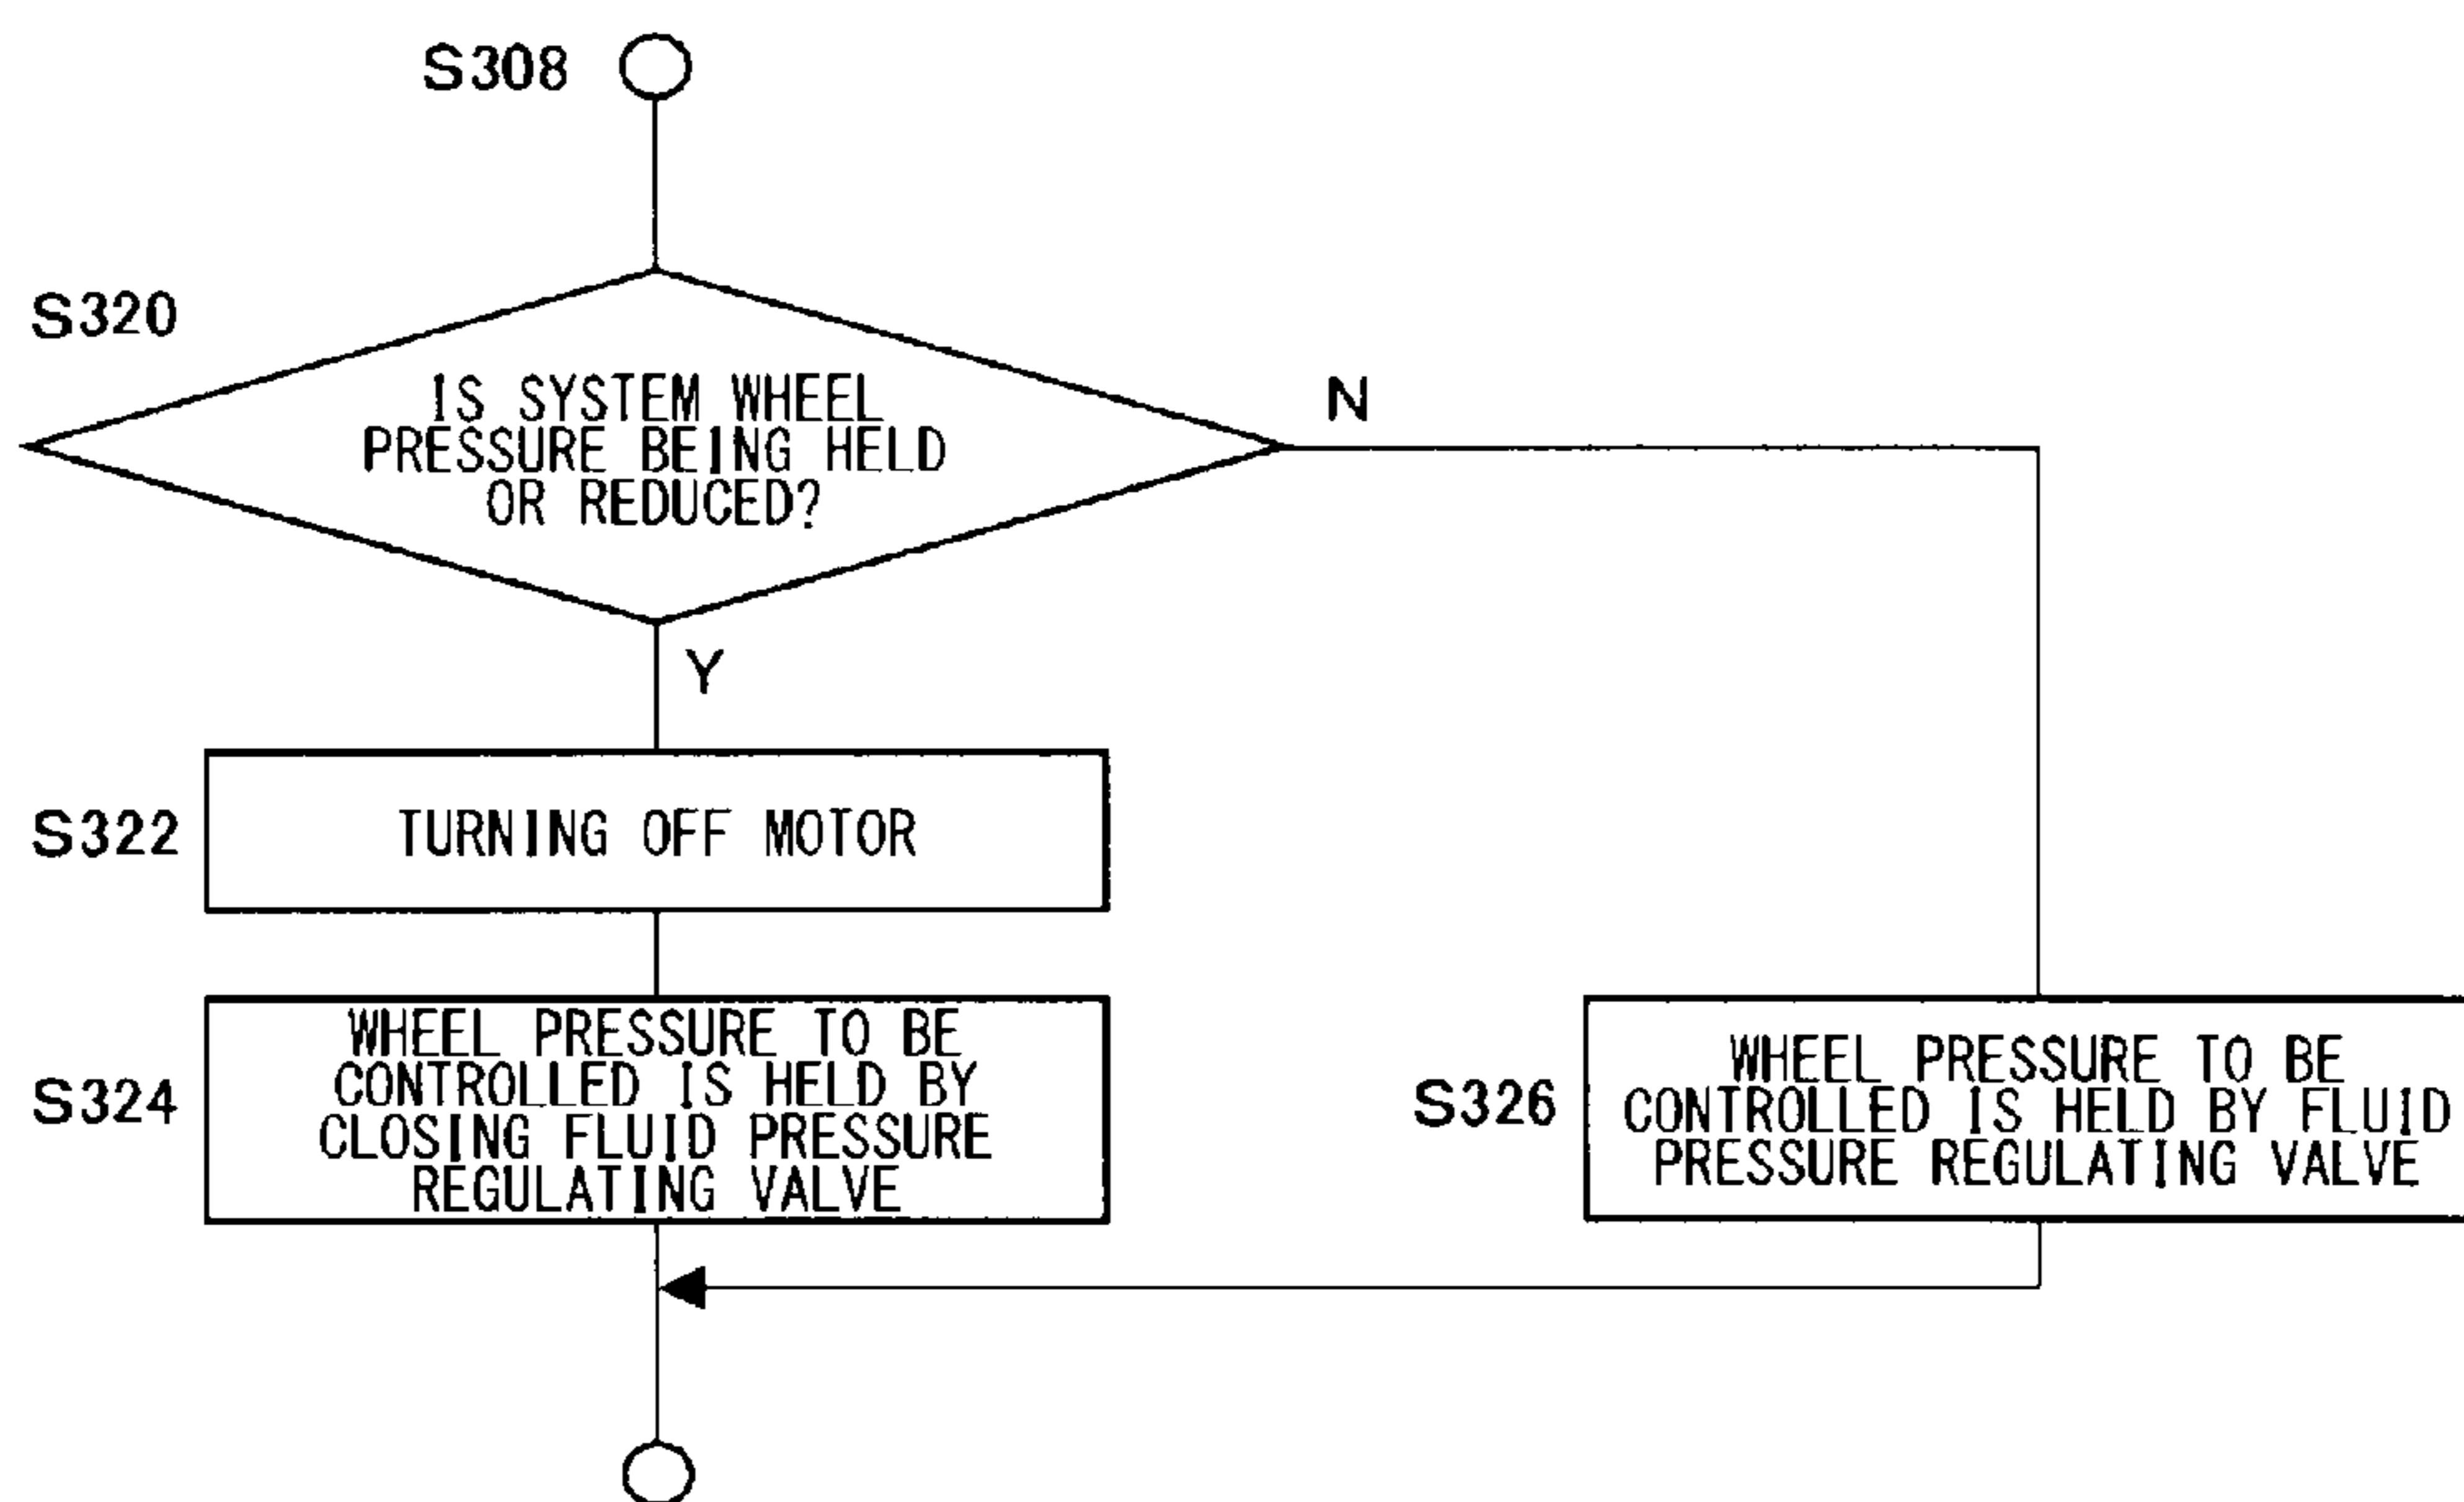 S308
S320
IS SYSTEM WHEEL
PRESSURE BEING HELD
OR REDUCED?
N
Y
S322
TURNING OFF MOTOR
S324
WHEEL PRESSURE TO BE
CONTROLLED IS HELD BY
CLOSING FLUID PRESSURE
REGULATING VALVE
S326
WHEEL PRESSURE TO BE
CONTROLLED IS HELD BY FLUID
PRESSURE REGULATING VALVE